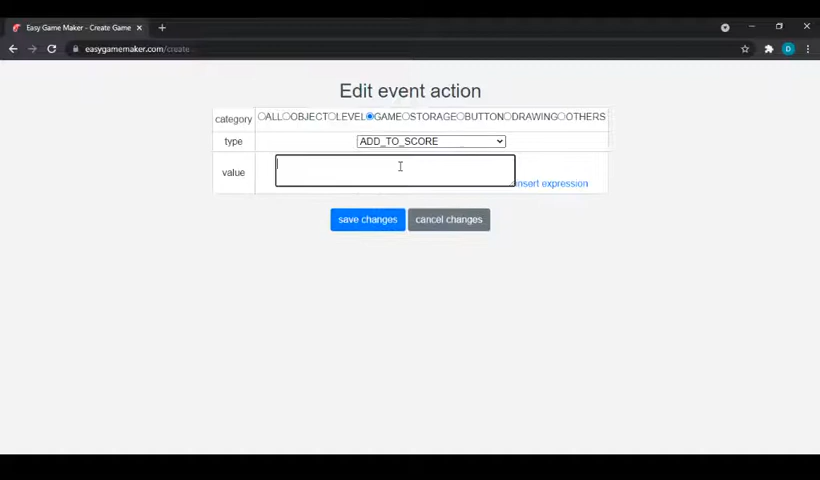 Easy Game Maker - Create Game
easygamemaker.com/create
D
Edit event action
category ALL OBJECT LEVEL GAME STORAGE BUTTON DRAWING OTHERS
type ADD_TO_SCORE
value insert expression
save changes cancel changes